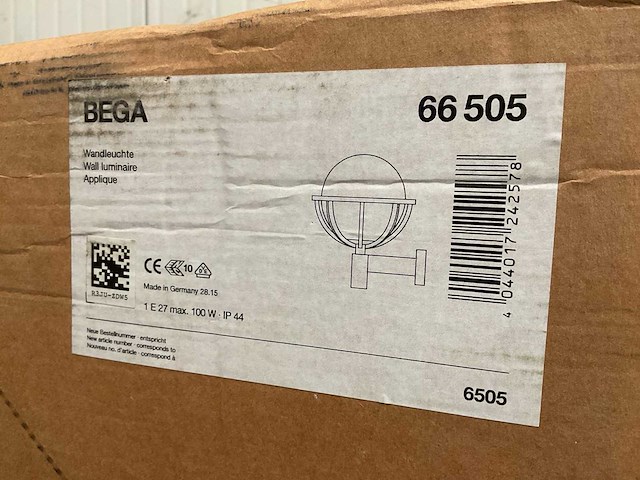 BEGA
66 505
Wandleuchte
Wall luminaire
Applique
4 044017 242578
CE 10
Made in Germany 28.15
1 E 27 max. 100 W · IP 44
Neue Bestellnummer · entspricht
New article number · corresponds to
Nouveau no. d'article · correspond à
6505